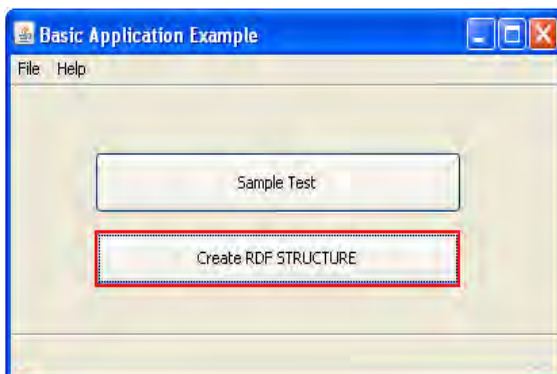 Basic Application Example
File Help
Sample Test
Create RDF STRUCTURE